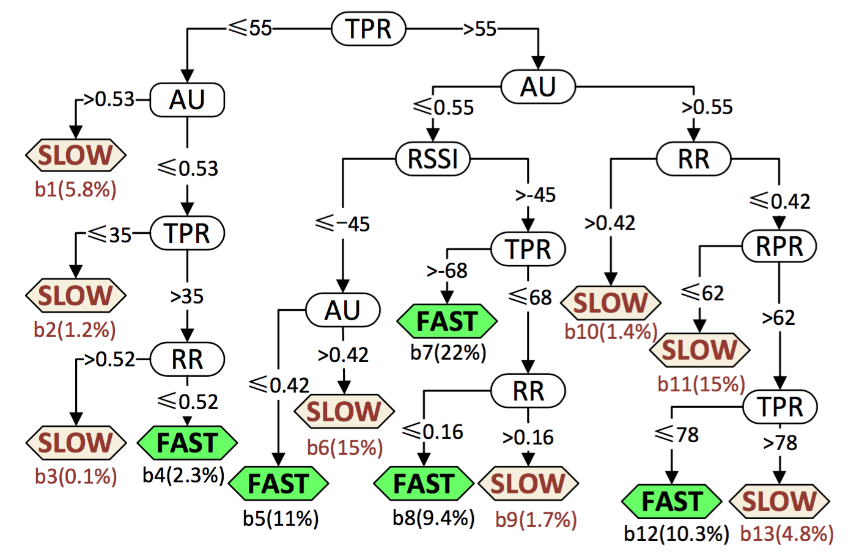 ≤55 TPR >55
>0.53 AU
AU
≤0.55 >0.55
SLOW
b1(5.8%)
≤0.53
RSSI
RR
≤−45
>-45
>0.42
≤0.42
≤35 TPR
TPR
RPR
SLOW
b2(1.2%)
>35
>-68
≤68
FAST
b7(22%)
AU
SLOW
b10(1.4%)
≤62
>62
SLOW
b11(15%)
>0.52 RR
≤0.52
≤0.42
>0.42
RR
TPR
SLOW
b3(0.1%)
FAST
b4(2.3%)
SLOW
b6(15%)
≤0.16
>0.16
≤78
>78
FAST
b5(11%)
FAST
b8(9.4%)
SLOW
b9(1.7%)
FAST
b12(10.3%)
SLOW
b13(4.8%)